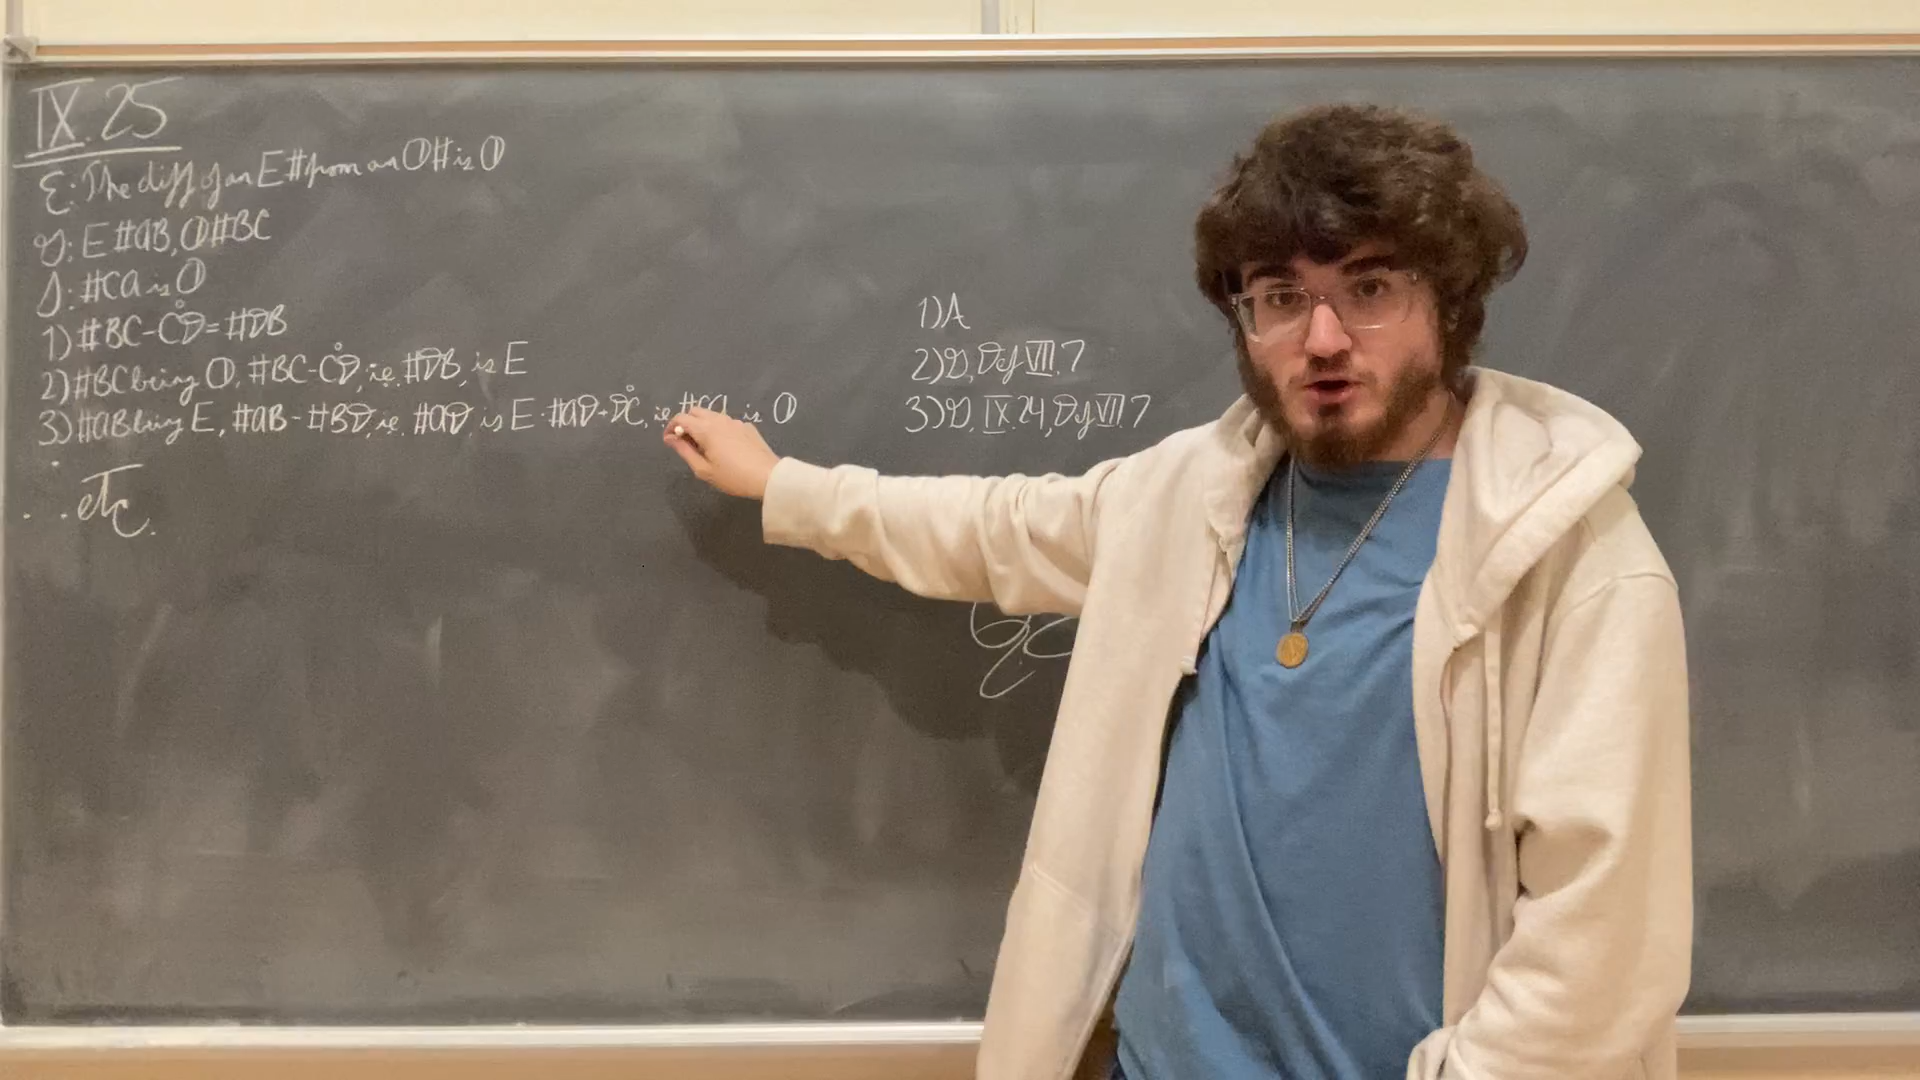 IX.25
E: The diff of an E # from an O # is O
G: E #AB, O #BC
S: #CA is O
1) #BC-CD̊=#DB
2) #BC being O, #BC-CD̊, i.e. #DB, is E
3) #AB being E, #AB-#BD, i.e. #AD is E. #AD+DC̊, i.e. #CA is O
∴ etc.
1) A
2) G, Def VII.7
3) G, IX.24, Def VII 7